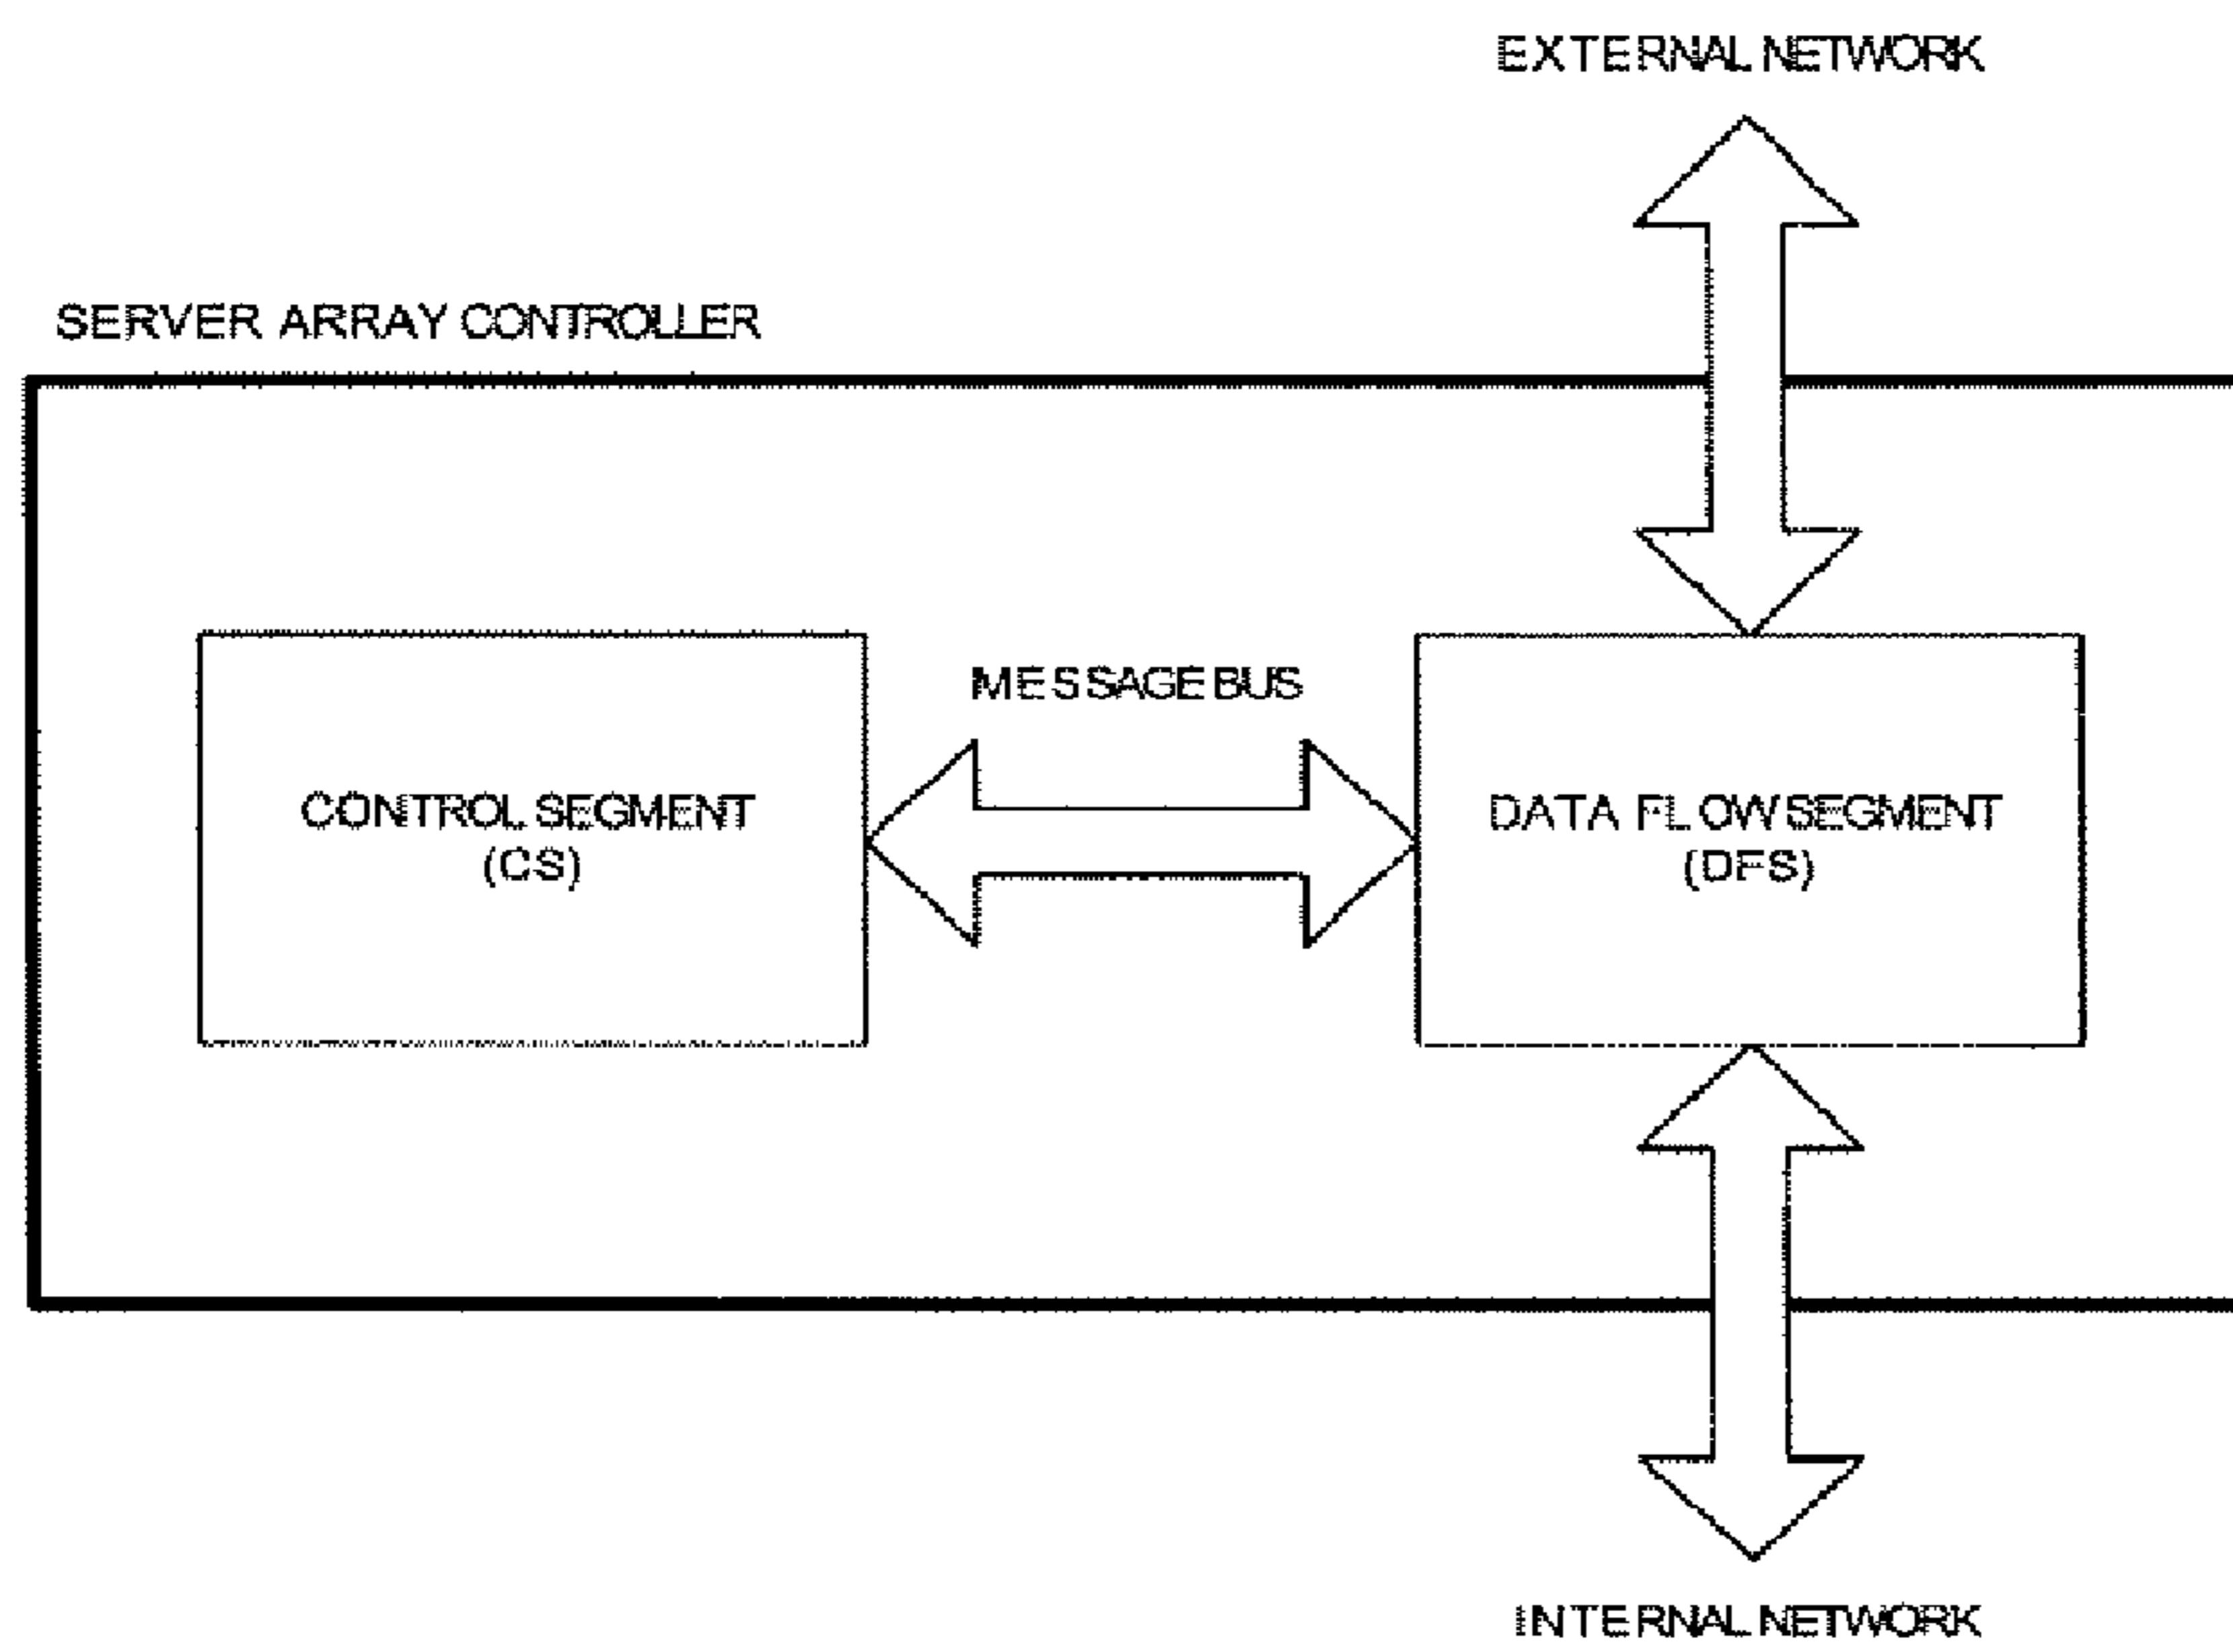 EXTERNAL NETWORK
SERVER ARRAY CONTROLLER
MESSAGE BUS
CONTROL SEGMENT
(CS)
DATA FLOW SEGMENT
(DFS)
INTERNAL NETWORK